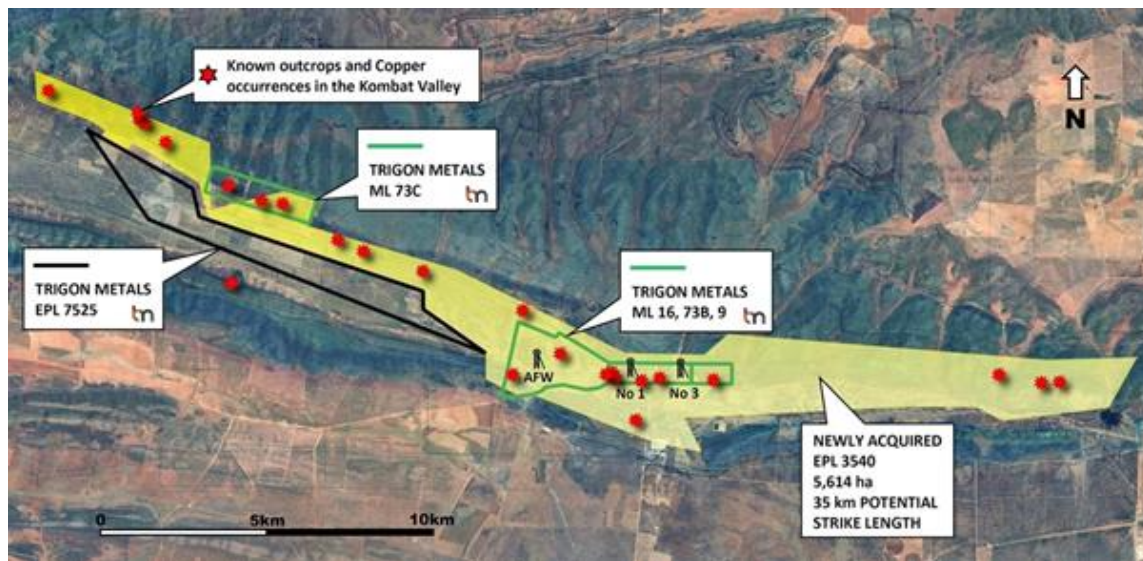 Known outcrops and Copper
occurrences in the Kombat Valley
N
TRIGON METALS
ML 73C
tn
TRIGON METALS
EPL 7525
tn
TRIGON METALS
ML 16, 73B, 9
tn
AFW
No 1
No 3
NEWLY ACQUIRED
EPL 3540
5,614 ha
35 km POTENTIAL
STRIKE LENGTH
0
5km
10km